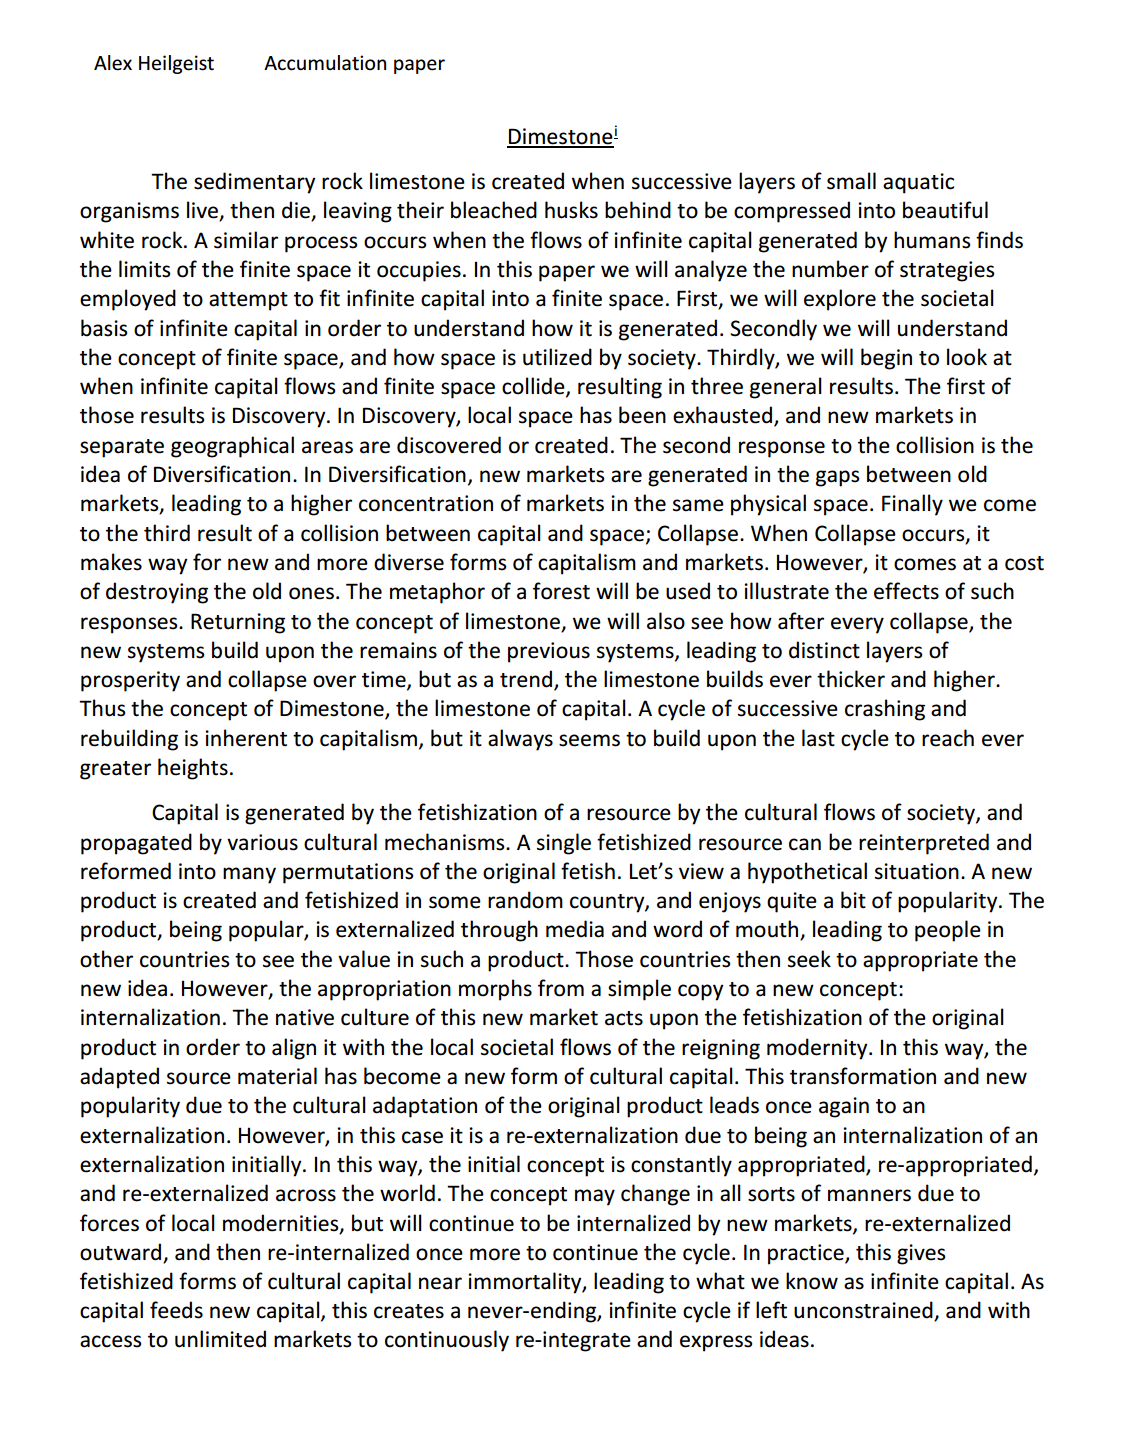 Alex Heilgeist Accumulation paper
Dimestoneⁱ
The sedimentary rock limestone is created when successive layers of small aquatic
organisms live, then die, leaving their bleached husks behind to be compressed into beautiful
white rock. A similar process occurs when the flows of infinite capital generated by humans finds
the limits of the finite space it occupies. In this paper we will analyze the number of strategies
employed to attempt to fit infinite capital into a finite space. First, we will explore the societal
basis of infinite capital in order to understand how it is generated. Secondly we will understand
the concept of finite space, and how space is utilized by society. Thirdly, we will begin to look at
when infinite capital flows and finite space collide, resulting in three general results. The first of
those results is Discovery. In Discovery, local space has been exhausted, and new markets in
separate geographical areas are discovered or created. The second response to the collision is the
idea of Diversification. In Diversification, new markets are generated in the gaps between old
markets, leading to a higher concentration of markets in the same physical space. Finally we come
to the third result of a collision between capital and space; Collapse. When Collapse occurs, it
makes way for new and more diverse forms of capitalism and markets. However, it comes at a cost
of destroying the old ones. The metaphor of a forest will be used to illustrate the effects of such
responses. Returning to the concept of limestone, we will also see how after every collapse, the
new systems build upon the remains of the previous systems, leading to distinct layers of
prosperity and collapse over time, but as a trend, the limestone builds ever thicker and higher.
Thus the concept of Dimestone, the limestone of capital. A cycle of successive crashing and
rebuilding is inherent to capitalism, but it always seems to build upon the last cycle to reach ever
greater heights.
Capital is generated by the fetishization of a resource by the cultural flows of society, and
propagated by various cultural mechanisms. A single fetishized resource can be reinterpreted and
reformed into many permutations of the original fetish. Let’s view a hypothetical situation. A new
product is created and fetishized in some random country, and enjoys quite a bit of popularity. The
product, being popular, is externalized through media and word of mouth, leading to people in
other countries to see the value in such a product. Those countries then seek to appropriate the
new idea. However, the appropriation morphs from a simple copy to a new concept:
internalization. The native culture of this new market acts upon the fetishization of the original
product in order to align it with the local societal flows of the reigning modernity. In this way, the
adapted source material has become a new form of cultural capital. This transformation and new
popularity due to the cultural adaptation of the original product leads once again to an
externalization. However, in this case it is a re-externalization due to being an internalization of an
externalization initially. In this way, the initial concept is constantly appropriated, re-appropriated,
and re-externalized across the world. The concept may change in all sorts of manners due to
forces of local modernities, but will continue to be internalized by new markets, re-externalized
outward, and then re-internalized once more to continue the cycle. In practice, this gives
fetishized forms of cultural capital near immortality, leading to what we know as infinite capital. As
capital feeds new capital, this creates a never-ending, infinite cycle if left unconstrained, and with
access to unlimited markets to continuously re-integrate and express ideas.